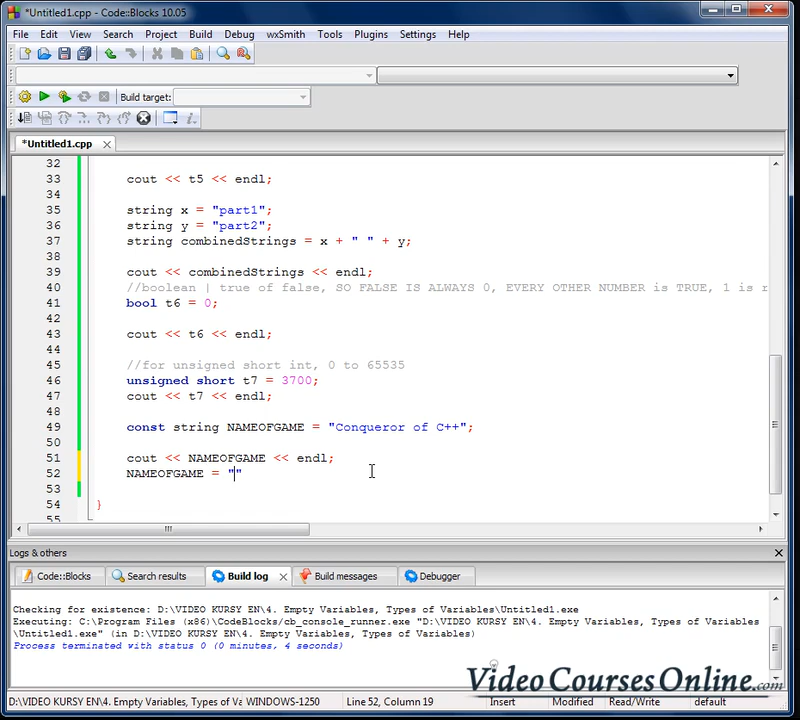 *Untitled1.cpp - Code::Blocks 10.05
File Edit View Search Project Build Debug wxSmith Tools Plugins Settings Help
Build target:
*Untitled1.cpp
32
33 cout << t5 << endl;
34
35 string x = "part1";
36 string y = "part2";
37 string combinedStrings = x + " " + y;
38
39 cout << combinedStrings << endl;
40 //boolean | true of false, SO FALSE IS ALWAYS 0, EVERY OTHER NUMBER is TRUE, 1 is r
41 bool t6 = 0;
42
43 cout << t6 << endl;
44
45 //for unsigned short int, 0 to 65535
46 unsigned short t7 = 3700;
47 cout << t7 << endl;
48
49 const string NAMEOFGAME = "Conqueror of C++";
50
51 cout << NAMEOFGAME << endl;
52 NAMEOFGAME = ""
53
54 }
55
Logs & others
Code::Blocks Search results Build log Build messages Debugger
Checking for existence: D:\VIDEO KURSY EN\4. Empty Variables, Types of Variables\Untitled1.exe
Executing: C:\Program Files (x86)\CodeBlocks/cb_console_runner.exe "D:\VIDEO KURSY EN\4. Empty Variables, Types of Variables
\Untitled1.exe" (in D:\VIDEO KURSY EN\4. Empty Variables, Types of Variables)
Process terminated with status 0 (0 minutes, 4 seconds)
VideoCoursesOnline.com
D:\VIDEO KURSY EN\4. Empty Variables, Types of Va WINDOWS-1250 Line 52, Column 19 Insert Modified Read/Write default